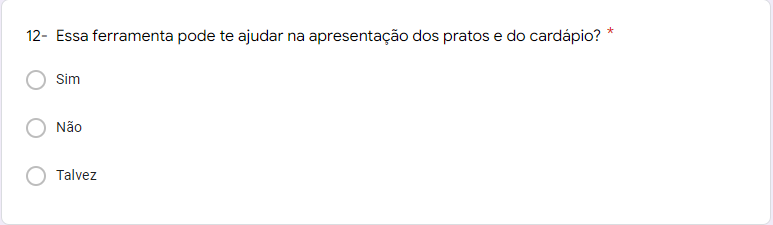 12- Essa ferramenta pode te ajudar na apresentação dos pratos e do cardápio? *
Sim
Não
Talvez